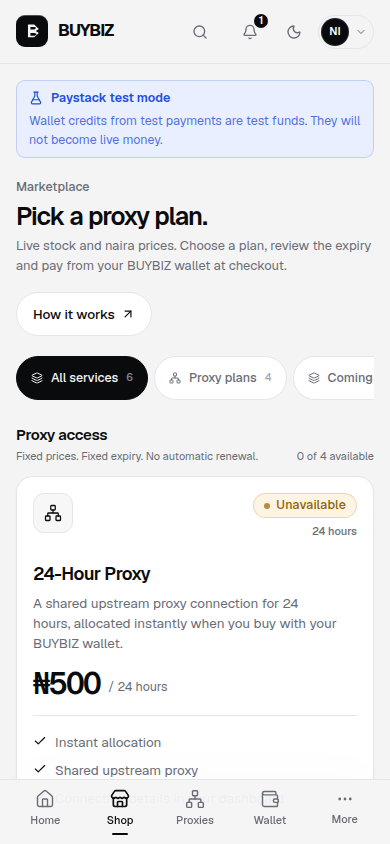 BUYBIZ
1
NI
Paystack test mode
Wallet credits from test payments are test funds. They will
not become live money.
Marketplace
Pick a proxy plan.
Live stock and naira prices. Choose a plan, review the expiry
and pay from your BUYBIZ wallet at checkout.
How it works
All services 6
Proxy plans 4
Coming
Proxy access
Fixed prices. Fixed expiry. No automatic renewal.
0 of 4 available
Unavailable
24 hours
24-Hour Proxy
A shared upstream proxy connection for 24
hours, allocated instantly when you buy with your
BUYBIZ wallet.
₦500 / 24 hours
Instant allocation
Shared upstream proxy
Home
Shop
Proxies
Wallet
More